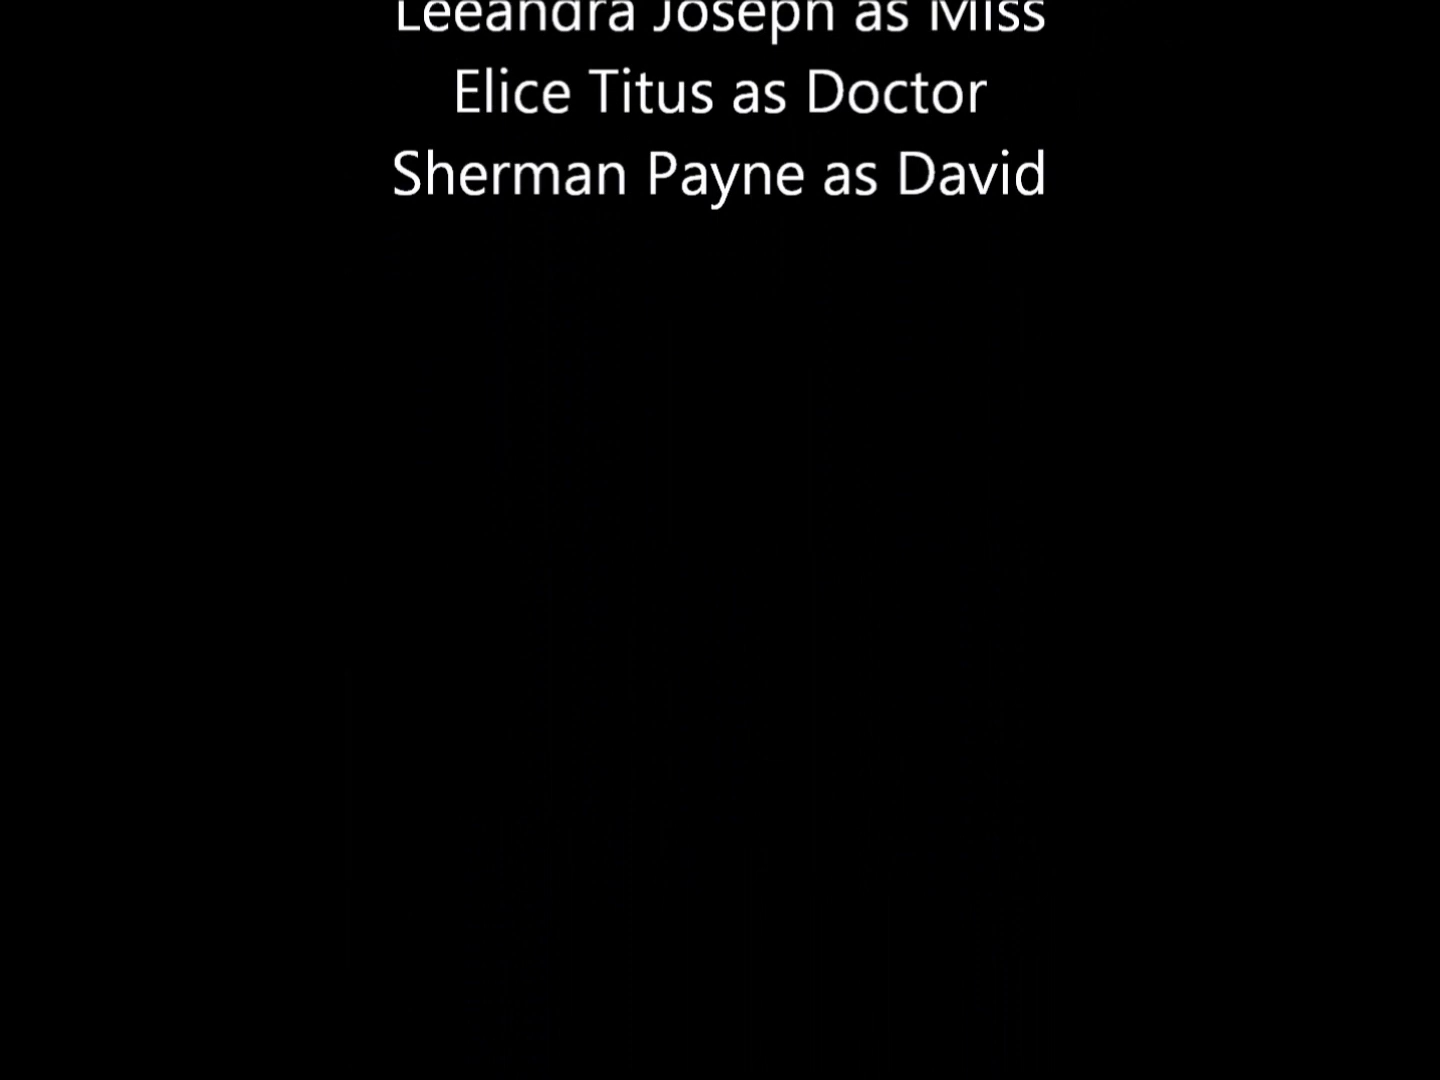 Leeandra Joseph as Miss
Elice Titus as Doctor
Sherman Payne as David